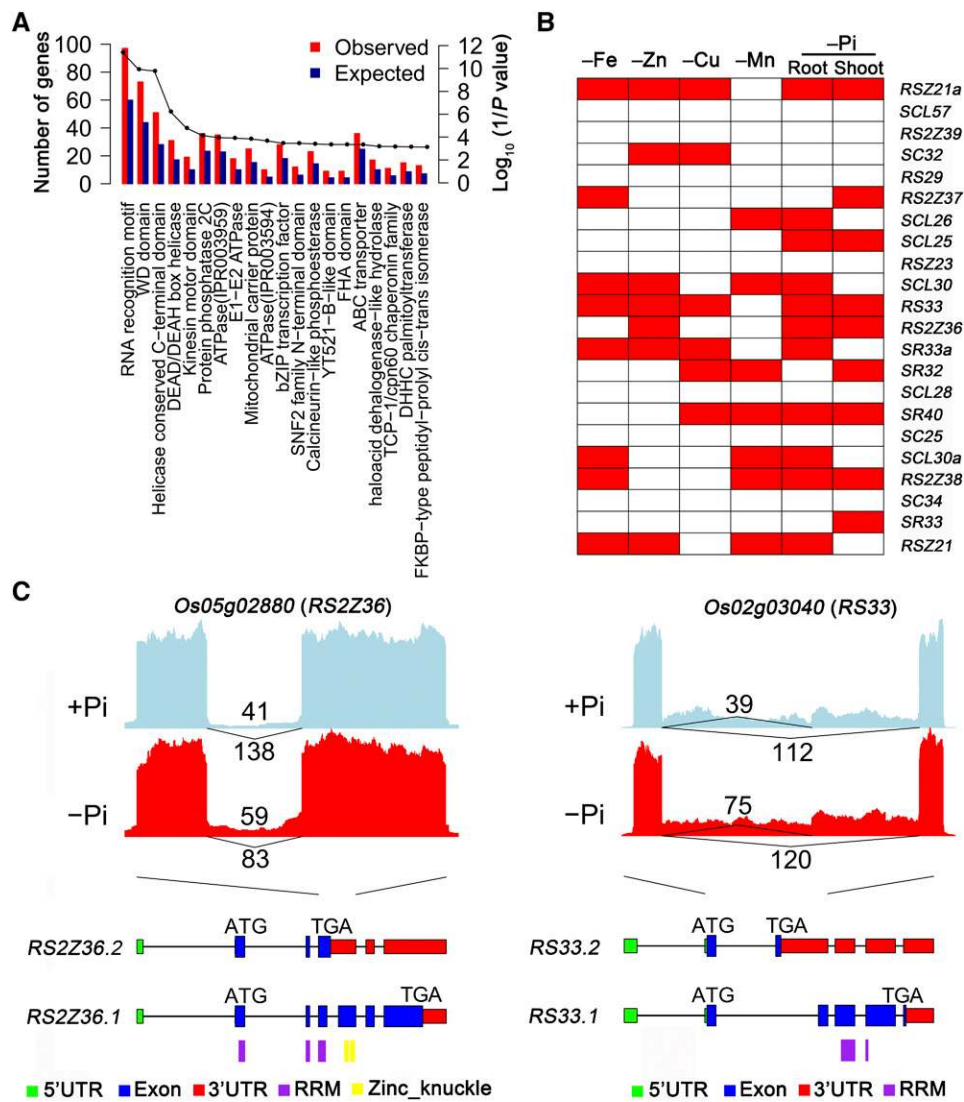 A
Number of genes
100
80
60
40
20
0
Observed
Expected
12
10
8
6
4
2
0
Log10 (1/P value)
RNA recognition motif
WD domain
Helicase conserved C-terminal domain
DEAD/DEAH box helicase
Kinesin motor domain
Protein phosphatase 2C
ATPase(IPR003959)
E1-E2 ATPase
Mitochondrial carrier protein
ATPase(IPR003594)
bZIP transcription factor
SNF2 family N-terminal domain
Calcineurin-like phosphoesterase
YT521-B-like domain
FHA domain
ABC transporter
haloacid dehalogenase-like hydrolase
TCP-1/cpn60 chaperonin family
DHHC palmitoyltransferase
FKBP-type peptidyl-prolyl cis-trans isomerase
B
–Pi
–Fe –Zn –Cu –Mn Root Shoot
RSZ21a
SCL57
RS2Z39
SC32
RS29
RS2Z37
SCL26
SCL25
RSZ23
SCL30
RS33
RS2Z36
SR33a
SR32
SCL28
SR40
SC25
SCL30a
RS2Z38
SC34
SR33
RSZ21
C
Os05g02880 (RS2Z36)
+Pi
41
138
–Pi
59
83
ATG TGA
RS2Z36.2
ATG TGA
RS2Z36.1
5'UTR Exon 3'UTR RRM Zinc_knuckle
Os02g03040 (RS33)
+Pi
39
112
–Pi
75
120
ATG TGA
RS33.2
ATG TGA
RS33.1
5'UTR Exon 3'UTR RRM